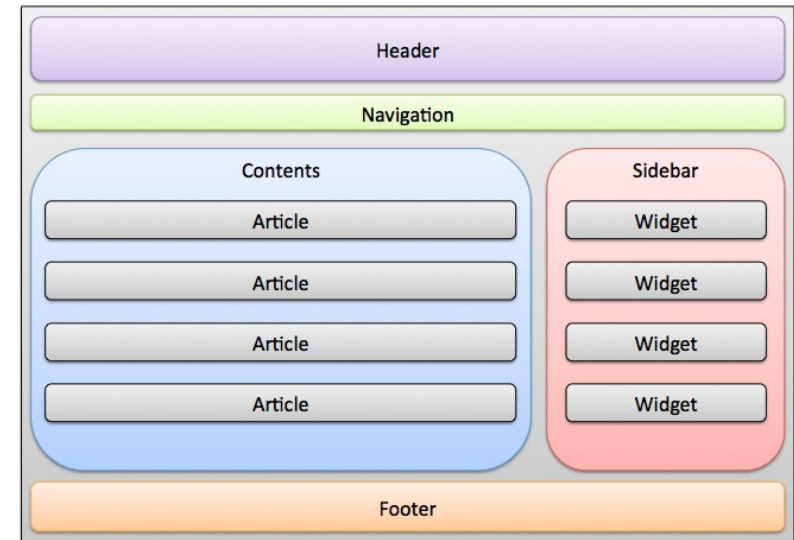 Header
Navigation
Contents
Article
Article
Article
Article
Sidebar
Widget
Widget
Widget
Widget
Footer